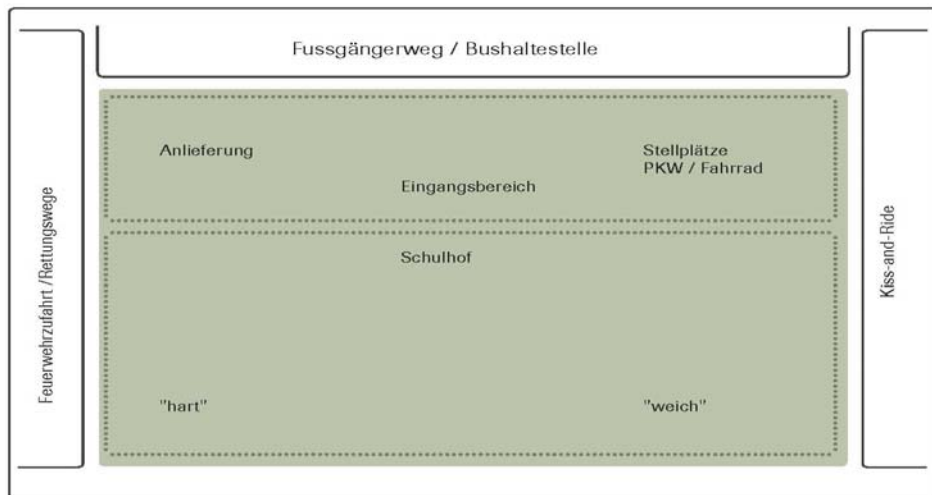 Fussgängerweg / Bushaltestelle
Feuerwehrzufahrt /Rettungswege
Anlieferung
Stellplätze
PKW / Fahrrad
Eingangsbereich
Schulhof
"hart"
"weich"
Kiss-and-Ride